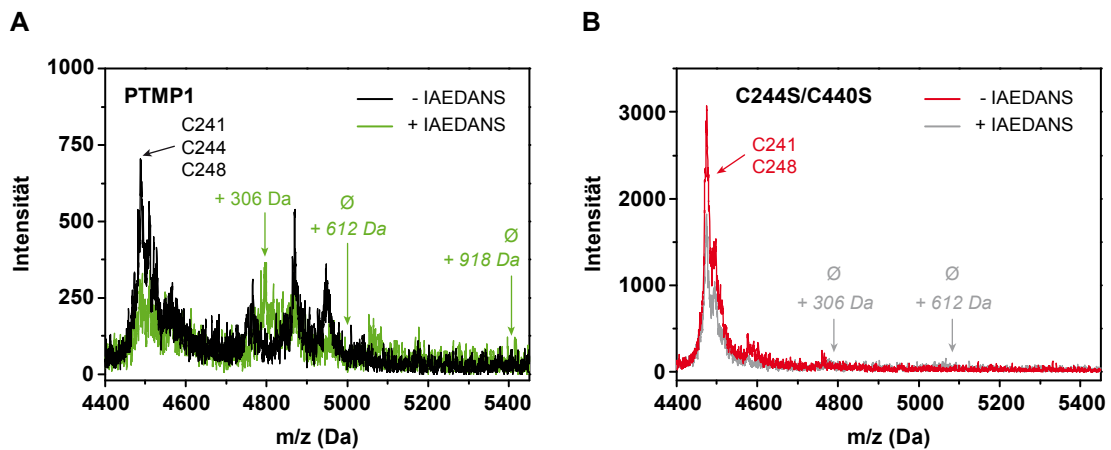 A
PTMP1
- IAEDANS
+ IAEDANS
C241
C244
C248
+ 306 Da
Ø
+ 612 Da
Ø
+ 918 Da
Intensität
1000
750
500
250
0
4400 4600 4800 5000 5200 5400
m/z (Da)
B
C244S/C440S
- IAEDANS
+ IAEDANS
C241
C248
Ø
+ 306 Da
Ø
+ 612 Da
Intensität
3000
2000
1000
0
4400 4600 4800 5000 5200 5400
m/z (Da)